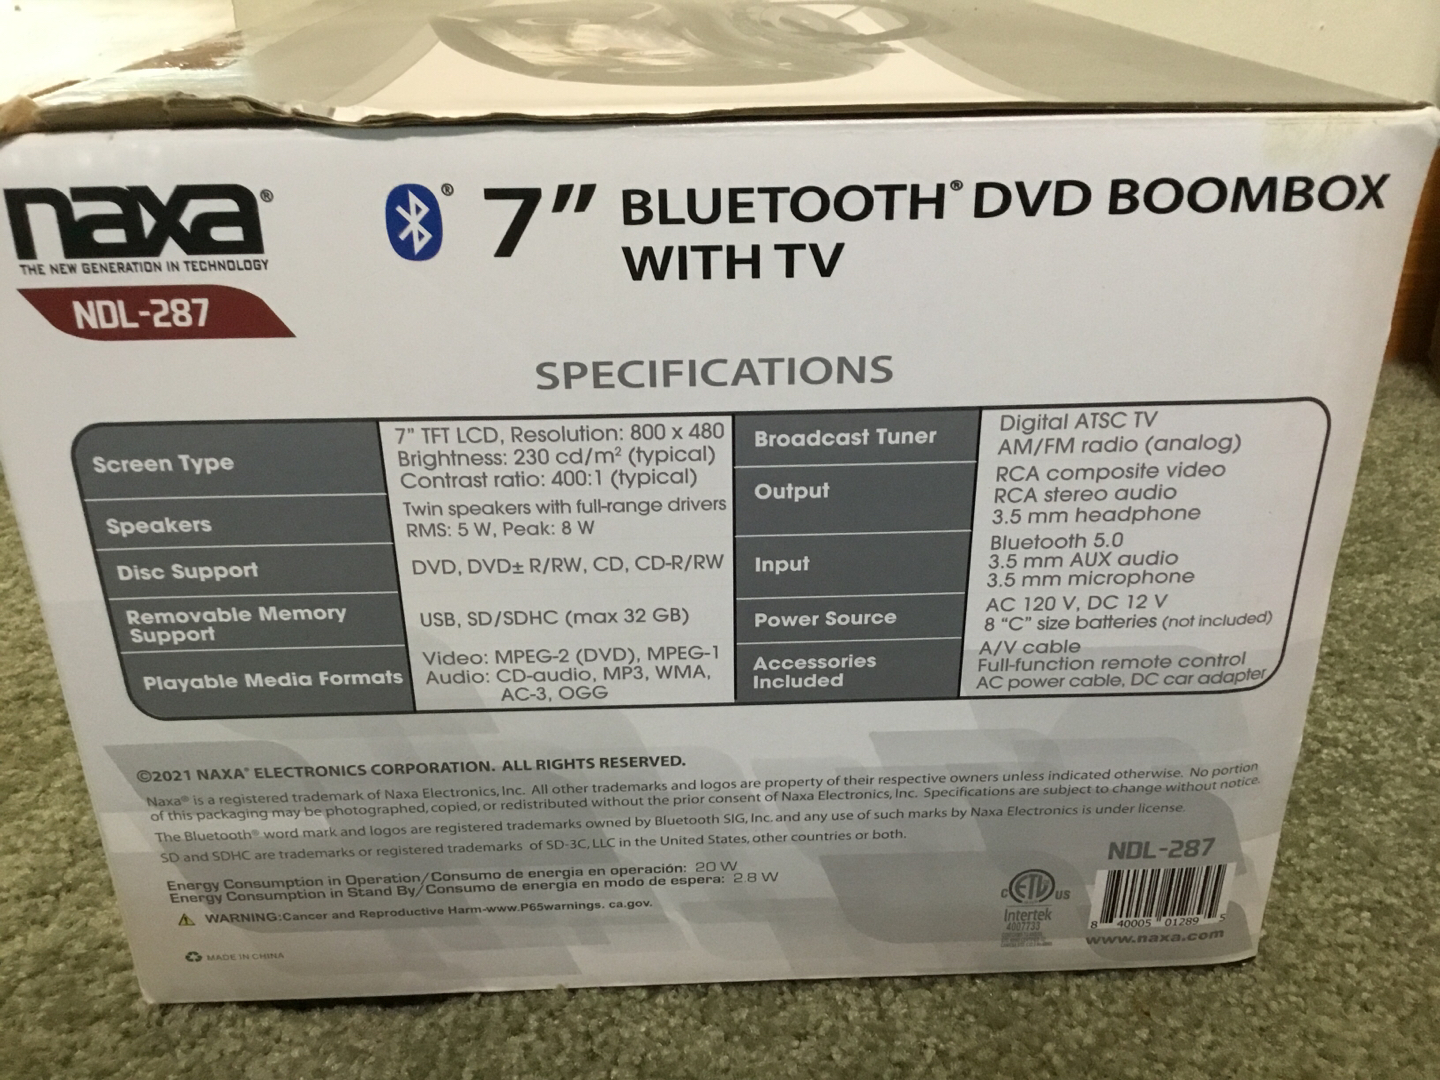 naxa®
THE NEW GENERATION IN TECHNOLOGY
NDL-287
® 7” BLUETOOTH® DVD BOOMBOX
WITH TV
SPECIFICATIONS
Screen Type
7” TFT LCD, Resolution: 800 x 480
Brightness: 230 cd/m² (typical)
Contrast ratio: 400:1 (typical)
Speakers
Twin speakers with full-range drivers
RMS: 5 W, Peak: 8 W
Disc Support
DVD, DVD± R/RW, CD, CD-R/RW
Removable Memory
Support
USB, SD/SDHC (max 32 GB)
Playable Media Formats
Video: MPEG-2 (DVD), MPEG-1
Audio: CD-audio, MP3, WMA,
AC-3, OGG
Broadcast Tuner
Digital ATSC TV
AM/FM radio (analog)
Output
RCA composite video
RCA stereo audio
3.5 mm headphone
Input
Bluetooth 5.0
3.5 mm AUX audio
3.5 mm microphone
Power Source
AC 120 V, DC 12 V
8 “C” size batteries (not included)
Accessories
Included
A/V cable
Full-function remote control
AC power cable, DC car adapter
©2021 NAXA® ELECTRONICS CORPORATION. ALL RIGHTS RESERVED.
Naxa® is a registered trademark of Naxa Electronics, Inc. All other trademarks and logos are property of their respective owners unless indicated otherwise. No portion
of this packaging may be photographed, copied, or redistributed without the prior consent of Naxa Electronics, Inc. Specifications are subject to change without notice.
The Bluetooth® word mark and logos are registered trademarks owned by Bluetooth SIG, Inc. and any use of such marks by Naxa Electronics is under license.
SD and SDHC are trademarks or registered trademarks of SD-3C, LLC in the United States, other countries or both.
Energy Consumption in Operation/Consumo de energia en operación: 20 W
Energy Consumption in Stand By/Consumo de energia en modo de espera: 2.8 W
WARNING:Cancer and Reproductive Harm-www.P65warnings. ca.gov.
MADE IN CHINA
C ETL US
Intertek
4007733
NDL-287
8 40005 01289 5
www.naxa.com